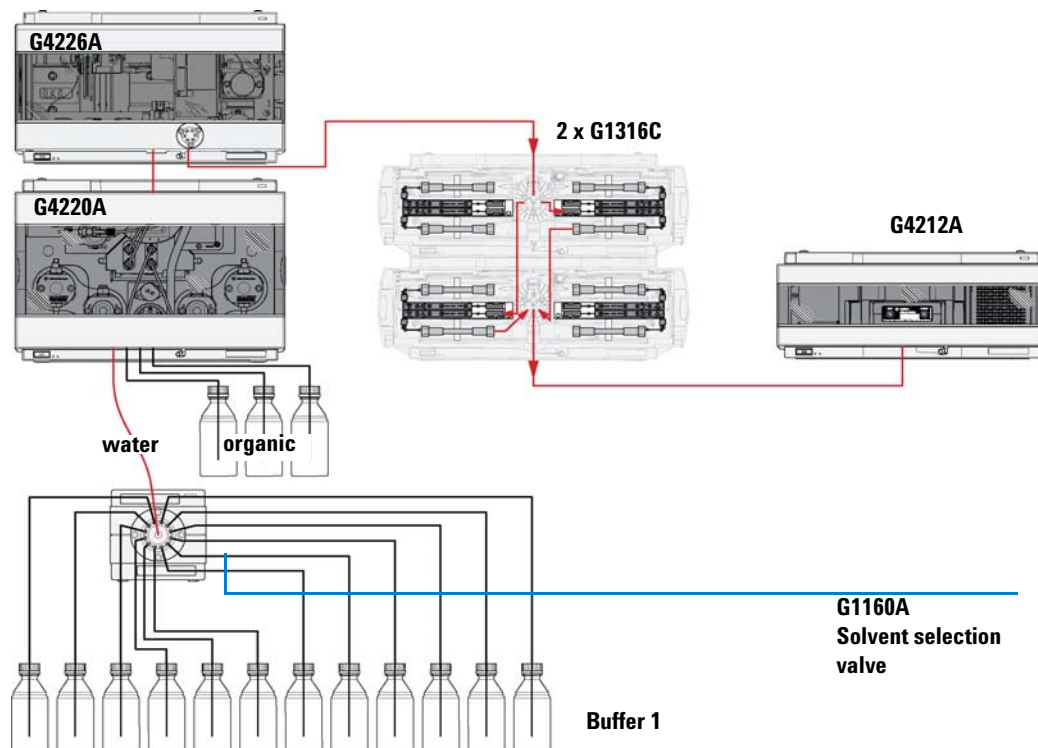 G4226A
2 x G1316C
G4220A
G4212A
water
organic
G1160A
Solvent selection
valve
Buffer 1